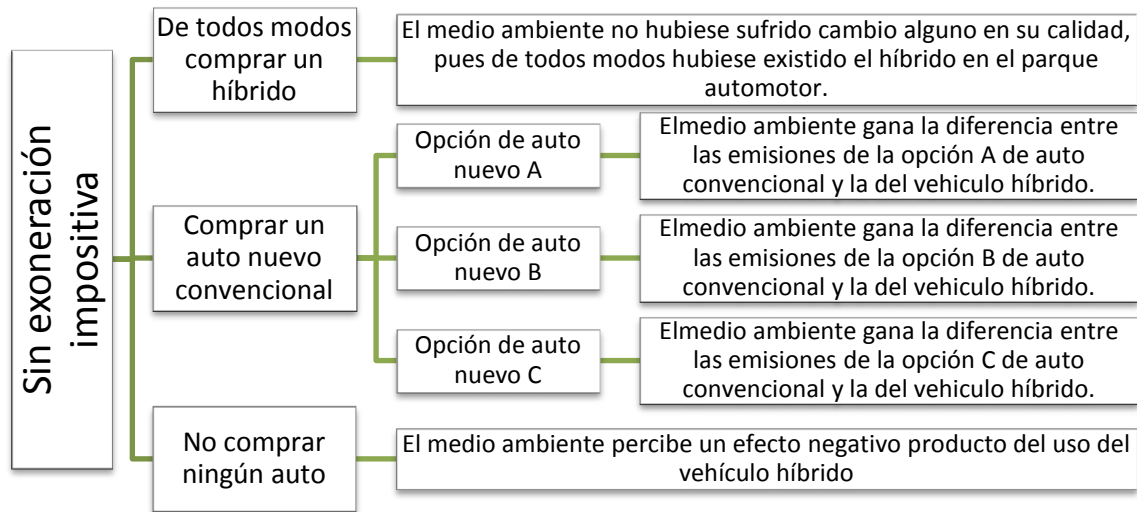 Sin exoneración
impositiva
De todos modos
comprar un
híbrido
El medio ambiente no hubiese sufrido cambio alguno en su calidad,
pues de todos modos hubiese existido el híbrido en el parque
automotor.
Comprar un
auto nuevo
convencional
Opción de auto
nuevo A
Elmedio ambiente gana la diferencia entre
las emisiones de la opción A de auto
convencional y la del vehiculo híbrido.
Opción de auto
nuevo B
Elmedio ambiente gana la diferencia entre
las emisiones de la opción B de auto
convencional y la del vehiculo híbrido.
Opción de auto
nuevo C
Elmedio ambiente gana la diferencia entre
las emisiones de la opción C de auto
convencional y la del vehiculo híbrido.
No comprar
ningún auto
El medio ambiente percibe un efecto negativo producto del uso del
vehículo híbrido